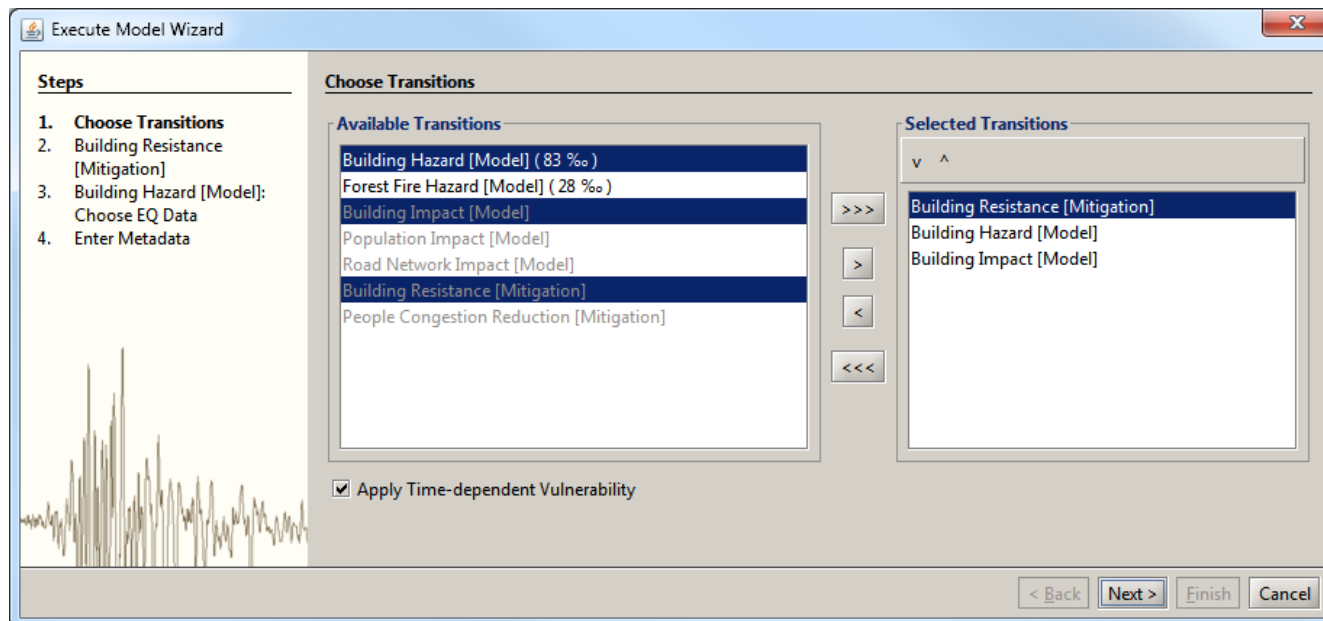 Execute Model Wizard
X
Steps
1. Choose Transitions
2. Building Resistance
[Mitigation]
3. Building Hazard [Model]:
Choose EQ Data
4. Enter Metadata
Choose Transitions
Available Transitions
Building Hazard [Model] ( 83 ‰ )
Forest Fire Hazard [Model] ( 28 ‰ )
Building Impact [Model]
Population Impact [Model]
Road Network Impact [Model]
Building Resistance [Mitigation]
People Congestion Reduction [Mitigation]
>>>
>
<
<<<
Selected Transitions
v ^
Building Resistance [Mitigation]
Building Hazard [Model]
Building Impact [Model]
Apply Time-dependent Vulnerability
< Back Next > Finish Cancel